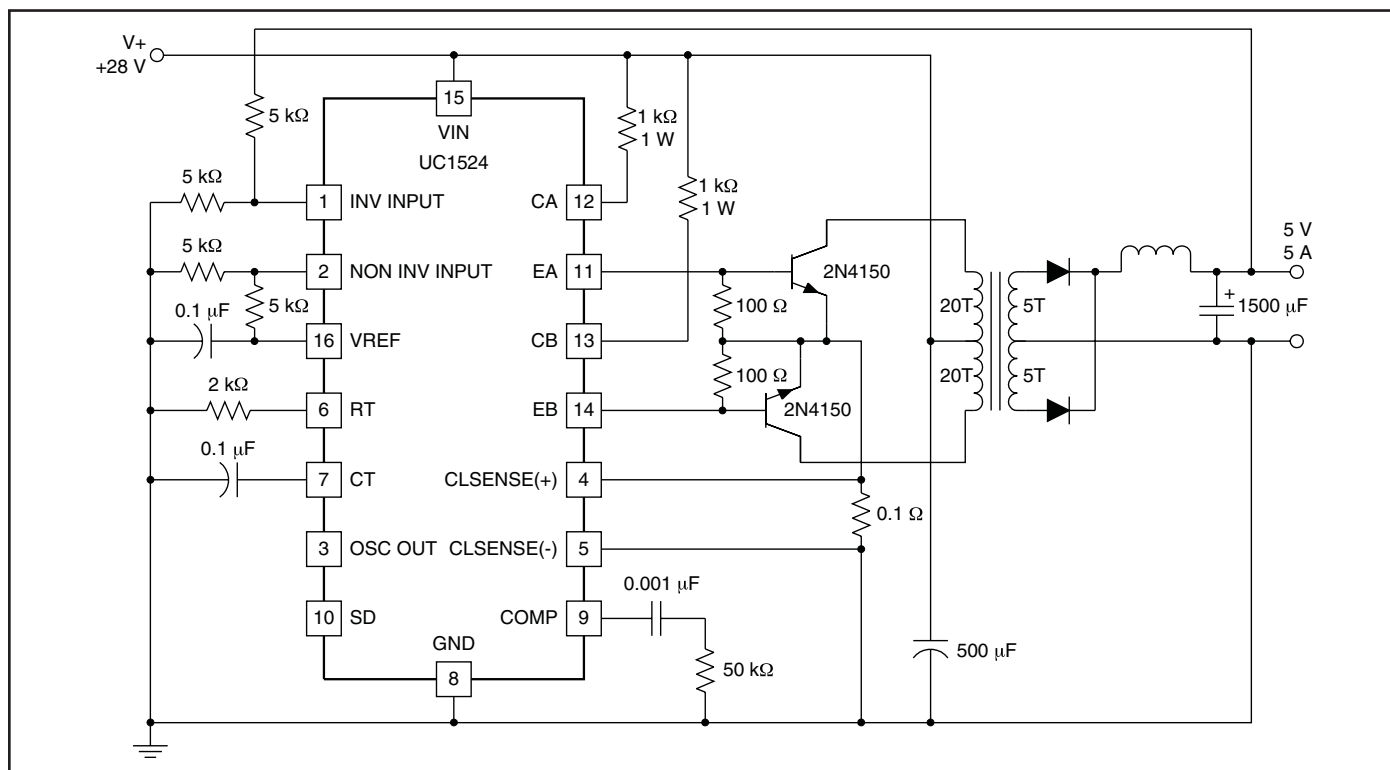 V+
+28 V
5 kΩ
15
VIN
UC1524
1 kΩ
1 W
1 kΩ
1 W
5 kΩ
1
INV INPUT
CA
12
5 kΩ
2
NON INV INPUT
EA
11
2N4150
5 V
5 A
0.1 μF
5 kΩ
100 Ω
20T
5T
+
1500 μF
16
VREF
CB
13
2 kΩ
100 Ω
20T
5T
6
RT
EB
14
2N4150
0.1 μF
7
CT
CLSENSE(+)
4
0.1 Ω
3
OSC OUT
CLSENSE(-)
5
0.001 μF
10
SD
COMP
9
GND
8
50 kΩ
500 μF